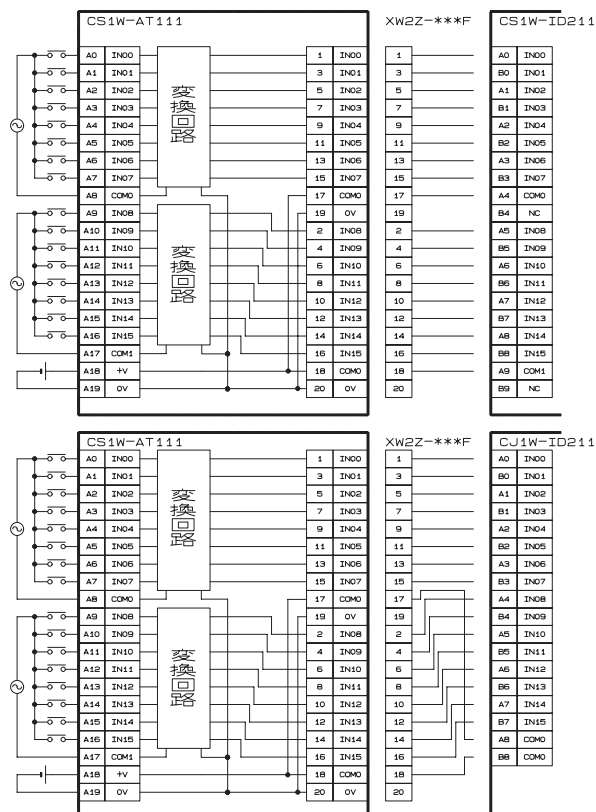 CS1W-AT111 XW2Z-***F CS1W-ID211
A0 IN00 1 IN00 1 A0 IN00
A1 IN01 3 IN01 3 B0 IN01
A2 IN02 5 IN02 5 A1 IN02
A3 IN03 7 IN03 7 B1 IN03
A4 IN04 9 IN04 9 A2 IN04
A5 IN05 11 IN05 11 B2 IN05
A6 IN06 13 IN06 13 A3 IN06
A7 IN07 15 IN07 15 B3 IN07
A8 COM0 17 COM0 17 A4 COM0
変換回路
A9 IN08 19 0V 19 B4 NC
A10 IN09 2 IN08 2 A5 IN08
A11 IN10 4 IN09 4 B5 IN09
A12 IN11 6 IN10 6 A6 IN10
A13 IN12 8 IN11 8 B6 IN11
A14 IN13 10 IN12 10 A7 IN12
A15 IN14 12 IN13 12 B7 IN13
A16 IN15 14 IN14 14 A8 IN14
A17 COM1 16 IN15 16 B8 IN15
A18 +V 18 COM0 18 A9 COM1
A19 0V 20 0V 20 B9 NC
変換回路
CS1W-AT111 XW2Z-***F CJ1W-ID211
A0 IN00 1 IN00 1 A0 IN00
A1 IN01 3 IN01 3 B0 IN01
A2 IN02 5 IN02 5 A1 IN02
A3 IN03 7 IN03 7 B1 IN03
A4 IN04 9 IN04 9 A2 IN04
A5 IN05 11 IN05 11 B2 IN05
A6 IN06 13 IN06 13 A3 IN06
A7 IN07 15 IN07 15 B3 IN07
A8 COM0 17 COM0 17 A4 IN08
変換回路
A9 IN08 19 0V 19 B4 IN09
A10 IN09 2 IN08 2 A5 IN10
A11 IN10 4 IN09 4 B5 IN11
A12 IN11 6 IN10 6 A6 IN12
A13 IN12 8 IN11 8 B6 IN13
A14 IN13 10 IN12 10 A7 IN14
A15 IN14 12 IN13 12 B7 IN15
A16 IN15 14 IN14 14 A8 COM0
A17 COM1 16 IN15 16 B8 COM0
A18 +V 18 COM0 18
A19 0V 20 0V 20
変換回路